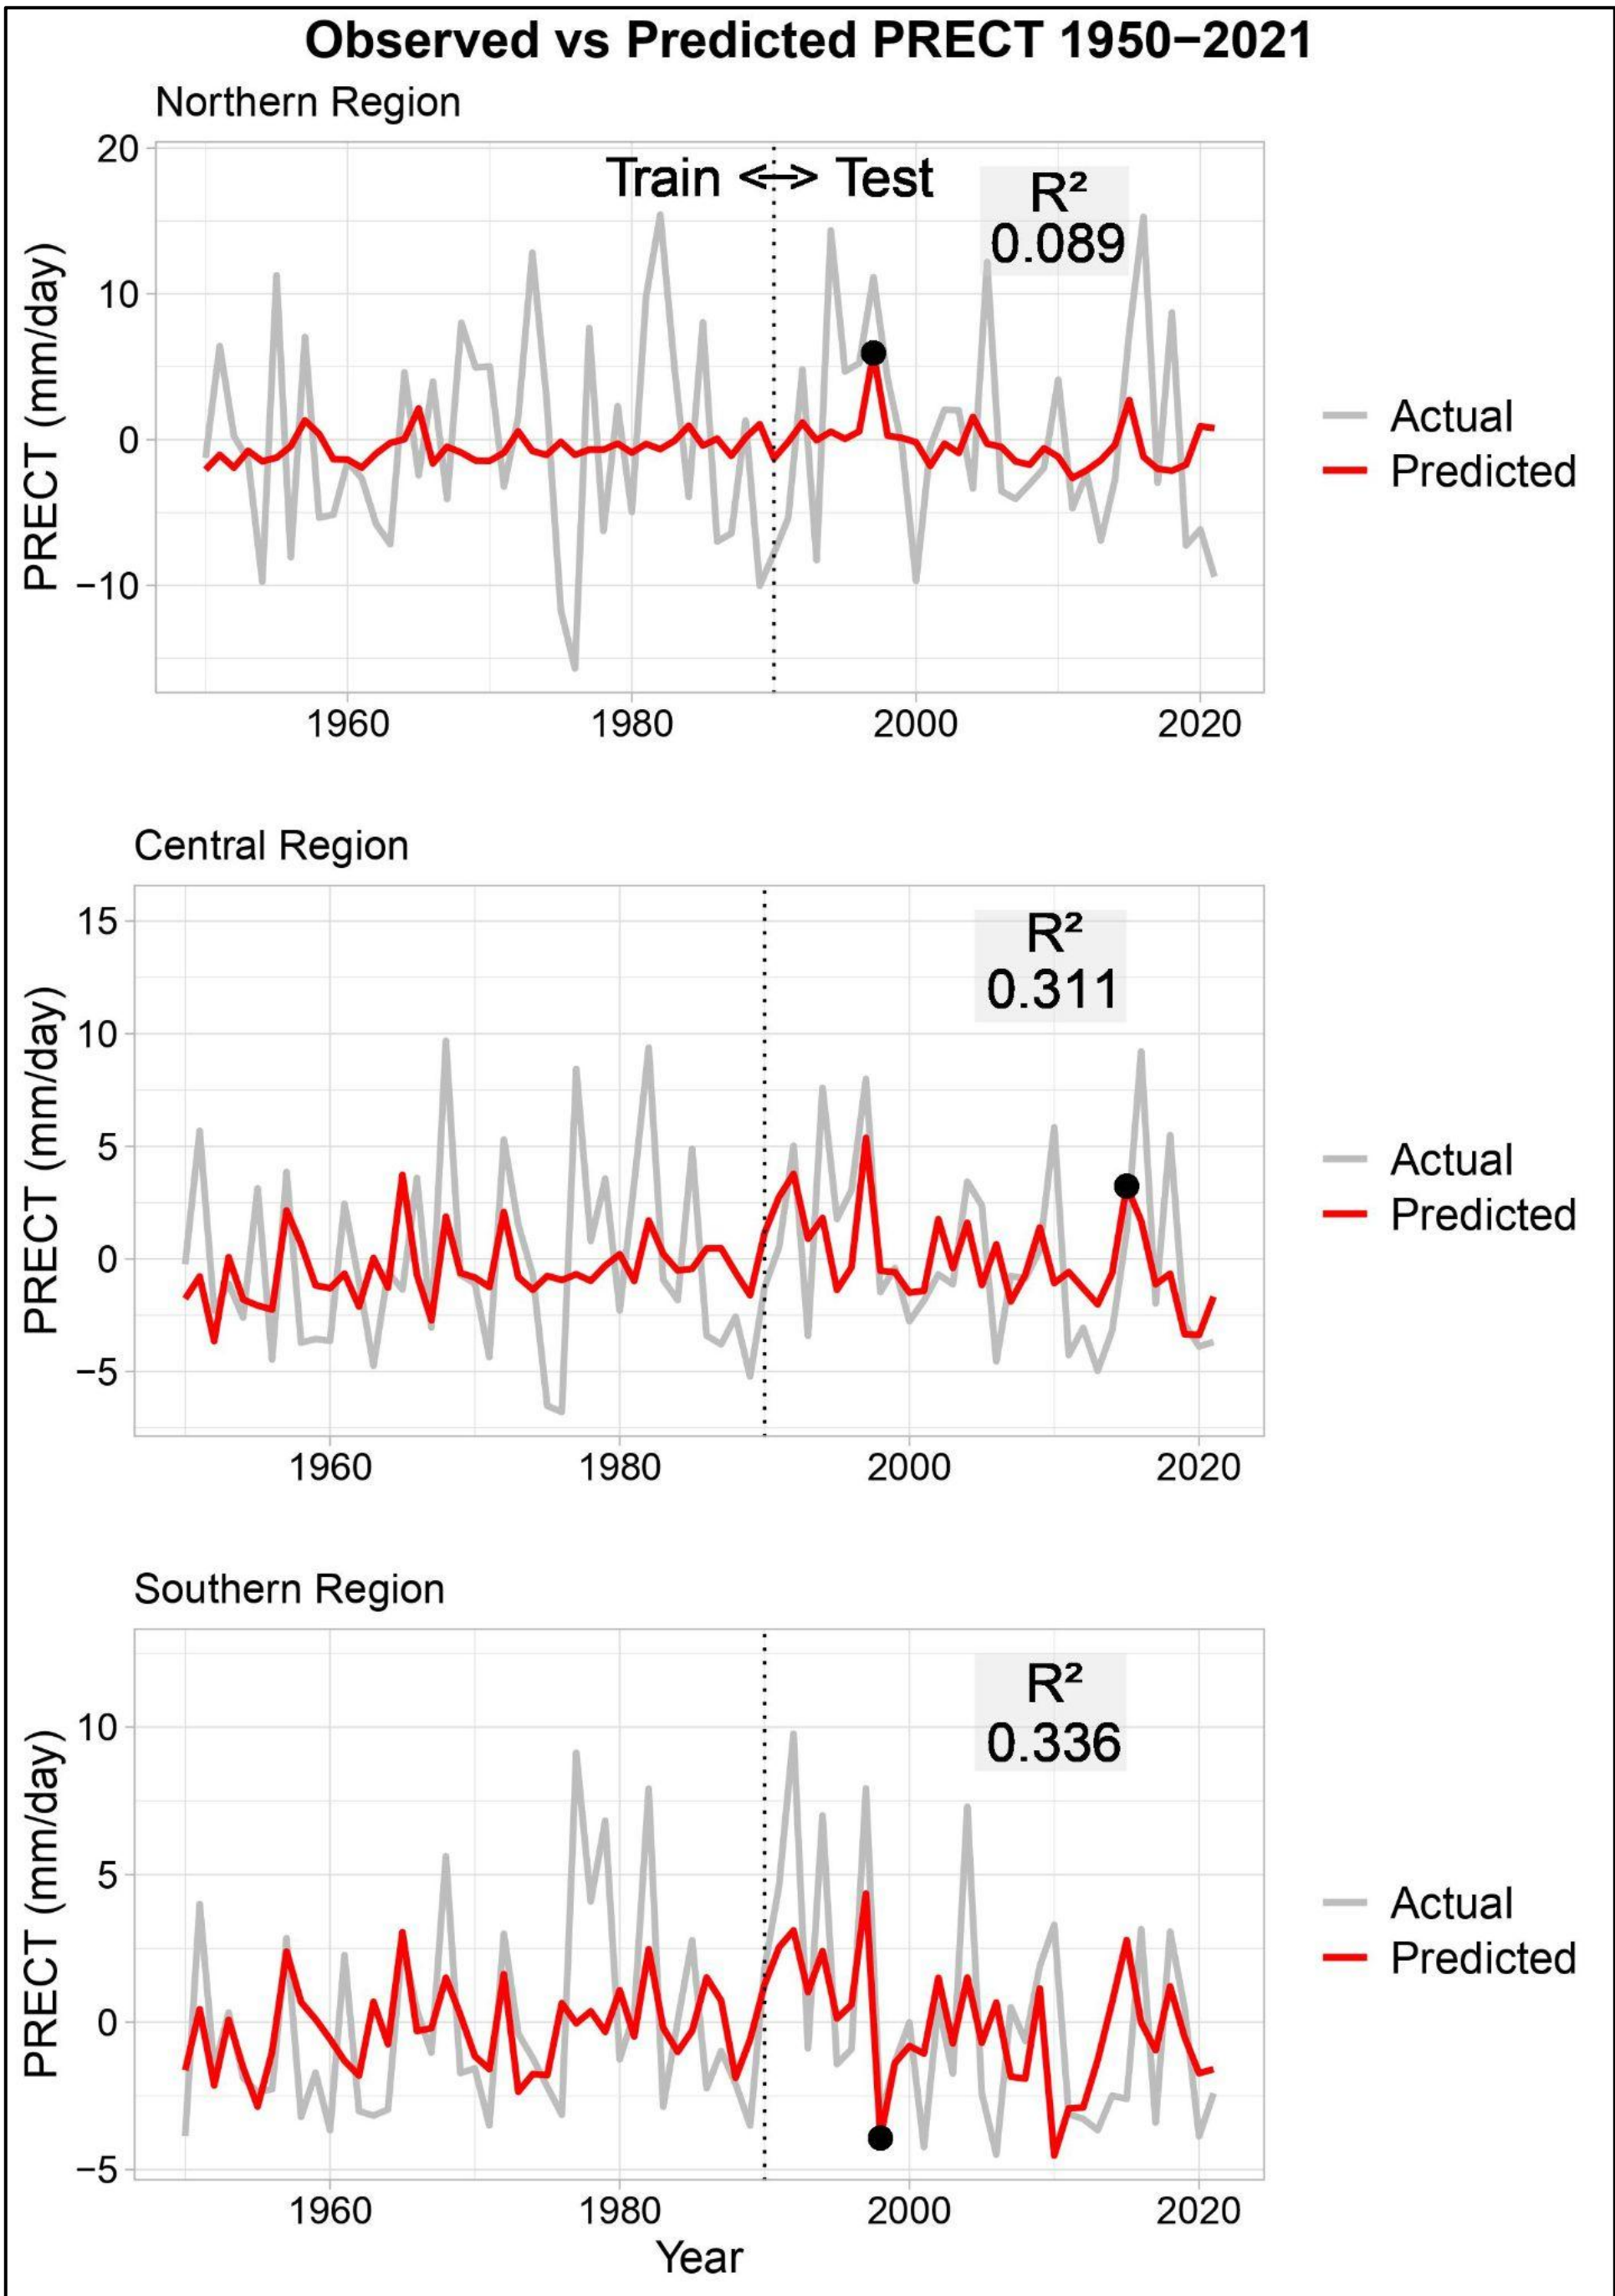 Observed vs Predicted PRECT 1950−2021
Northern Region
PRECT (mm/day)
20
10
0
−10
Train <-> Test
R²
0.089
1960 1980 2000 2020
Actual
Predicted
Central Region
PRECT (mm/day)
15
10
5
0
−5
R²
0.311
1960 1980 2000 2020
Actual
Predicted
Southern Region
PRECT (mm/day)
10
5
0
−5
R²
0.336
1960 1980 2000 2020
Year
Actual
Predicted